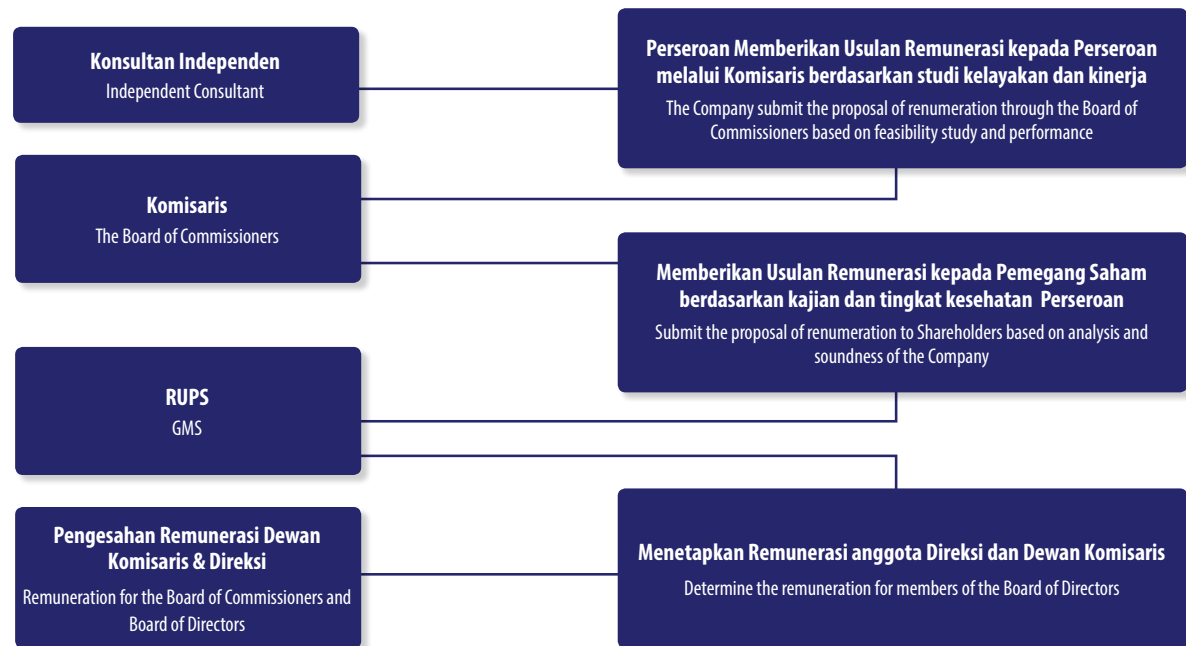 Konsultan Independen
Independent Consultant
Perseroan Memberikan Usulan Remunerasi kepada Perseroan
melalui Komisaris berdasarkan studi kelayakan dan kinerja
The Company submit the proposal of renumeration through the Board of
Commissioners based on feasibility study and performance
Komisaris
The Board of Commissioners
Memberikan Usulan Remunerasi kepada Pemegang Saham
berdasarkan kajian dan tingkat kesehatan Perseroan
Submit the proposal of renumeration to Shareholders based on analysis and
soundness of the Company
RUPS
GMS
Menetapkan Remunerasi anggota Direksi dan Dewan Komisaris
Determine the remuneration for members of the Board of Directors
Pengesahan Remunerasi Dewan
Komisaris & Direksi
Remuneration for the Board of Commissioners and
Board of Directors